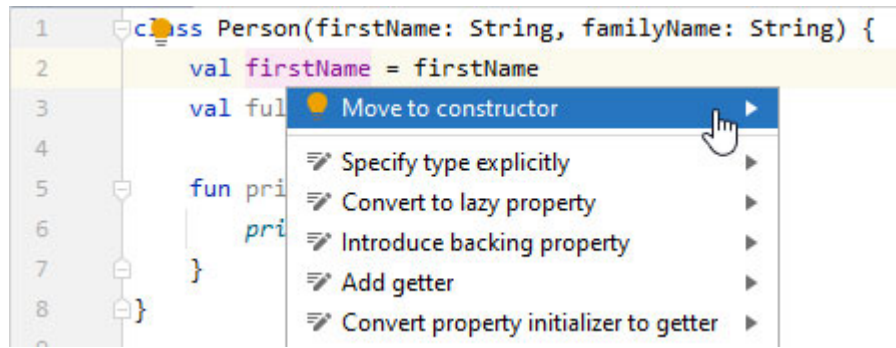 1 class Person(firstName: String, familyName: String) {
2 val firstName = firstName
3 val ful
Move to constructor
4
Specify type explicitly
5 fun pri
Convert to lazy property
6 pri
Introduce backing property
7 }
Add getter
8 }
Convert property initializer to getter